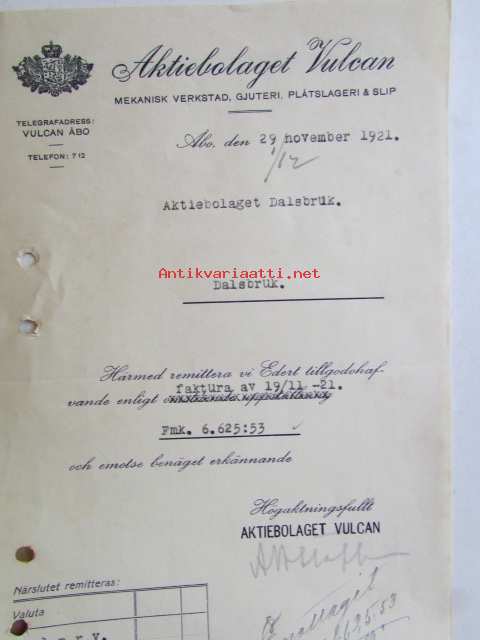 Aktiebolaget Vulcan
MEKANISK VERKSTAD, GJUTERI, PLÅTSLAGERI & SLIP
TELEGRAFADRESS:
VULCAN ÅBO
TELEFON: 712
Åbo, den 29 november 1921.
1/12
Aktiebolaget Dalsbruk.
Antikvariaatti.net
Dalsbruk.
Härmed remittera vi Edert tillgodohaf-
faktura av 19/11 -21.
vande enligt
Fmk. 6.625:53
och emotse benäget erkännande
Högaktningsfullt
AKTIEBOLAGET VULCAN
Närslutet remitteras:
Valuta